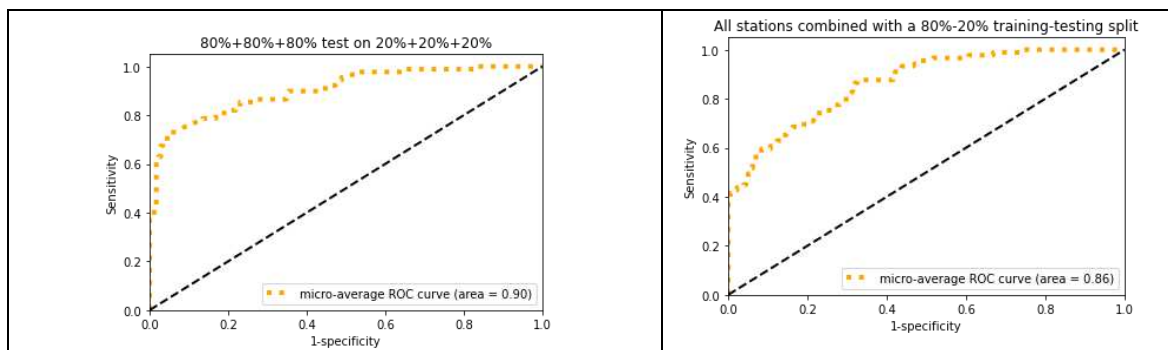 80%+80%+80% test on 20%+20%+20%
1.0
0.8
0.6
0.4
0.2
0.0
Sensitivity
micro-average ROC curve (area = 0.90)
0.0 0.2 0.4 0.6 0.8 1.0
1-specificity
All stations combined with a 80%-20% training-testing split
1.0
0.8
0.6
0.4
0.2
0.0
Sensitivity
micro-average ROC curve (area = 0.86)
0.0 0.2 0.4 0.6 0.8 1.0
1-specificity